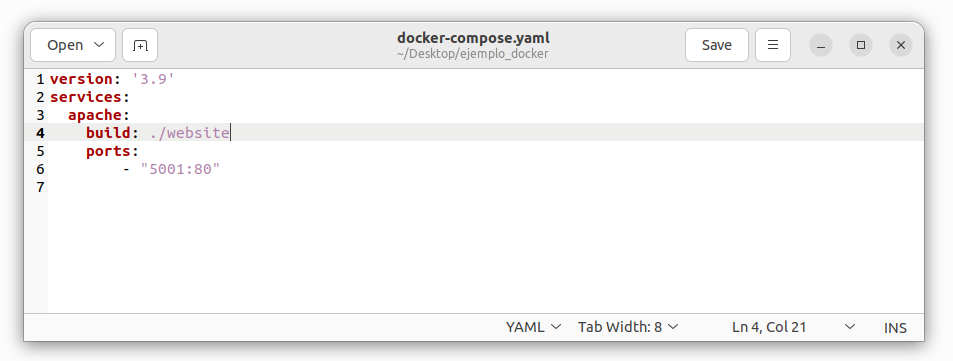 Open
docker-compose.yaml
~/Desktop/ejemplo_docker
Save
1 version: '3.9'
2 services:
3   apache:
4     build: ./website
5     ports:
6         - "5001:80"
7
YAML Tab Width: 8 Ln 4, Col 21 INS